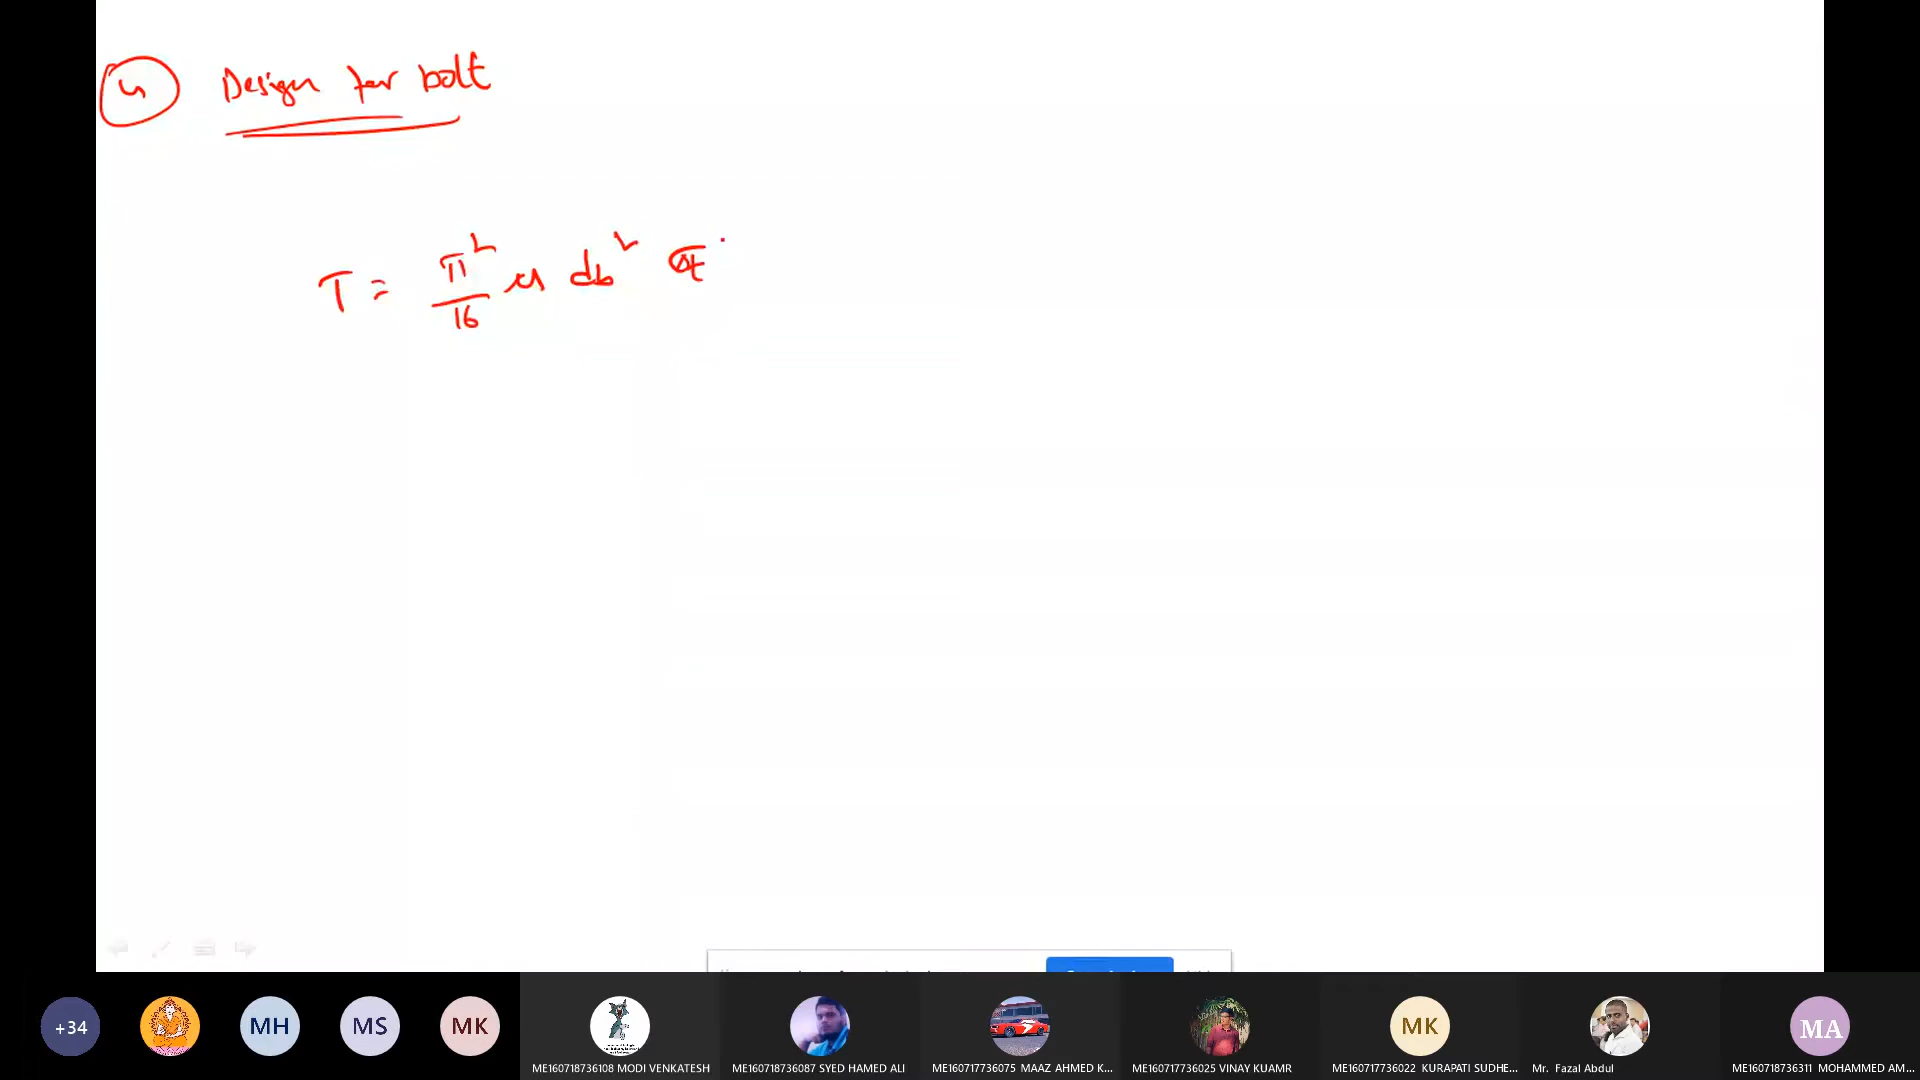 4 Design for bolt
T = π²/16 μ db² σt
+34
MH
MS
MK
MK
MA
ME160718736108 MODI VENKATESH
ME160718736087 SYED HAMED ALI
ME160717736075 MAAZ AHMED K...
ME160717736025 VINAY KUAMR
ME160717736022 KURAPATI SUDHE...
Mr. Fazal Abdul
ME160718736311 MOHAMMED AM...